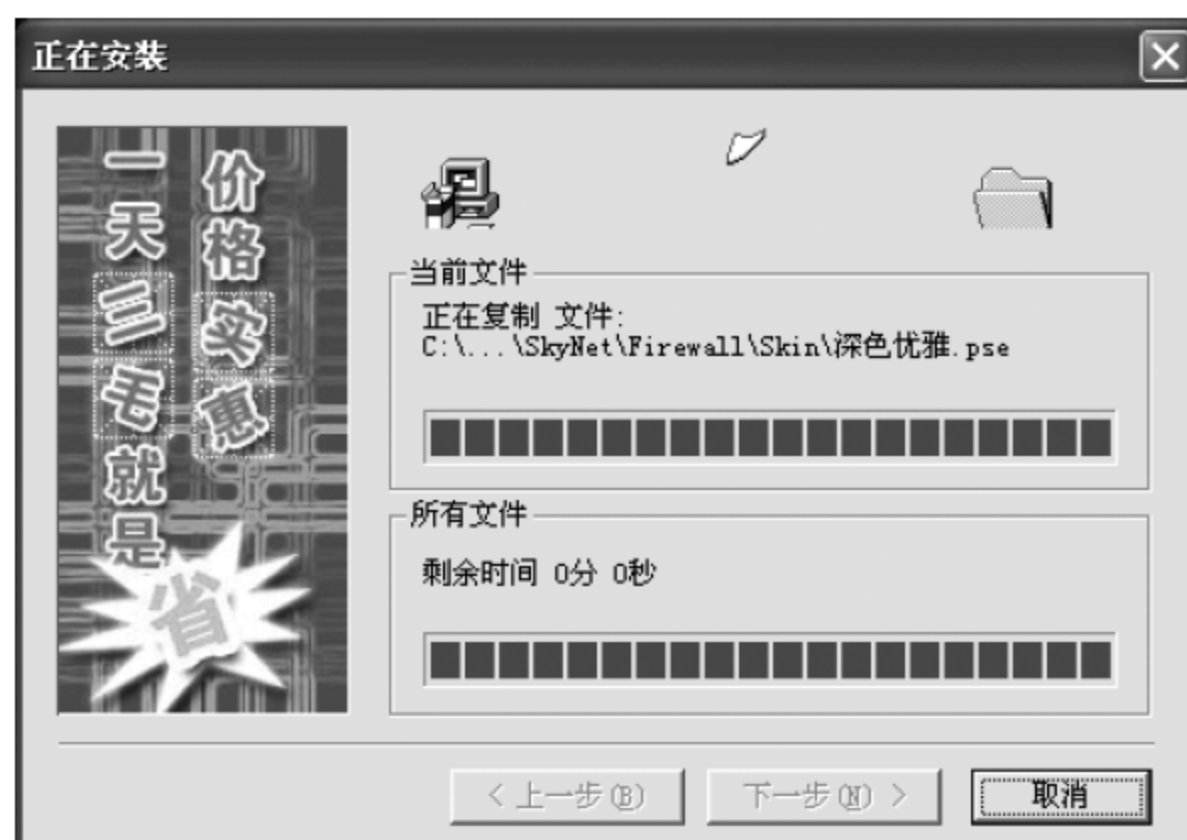 正在安装
价格实惠
一天三毛就是
省
当前文件
正在复制 文件:
C:\...\SkyNet\Firewall\Skin\深色优雅.pse
所有文件
剩余时间 0分 0秒
< 上一步(B)
下一步(N) >
取消